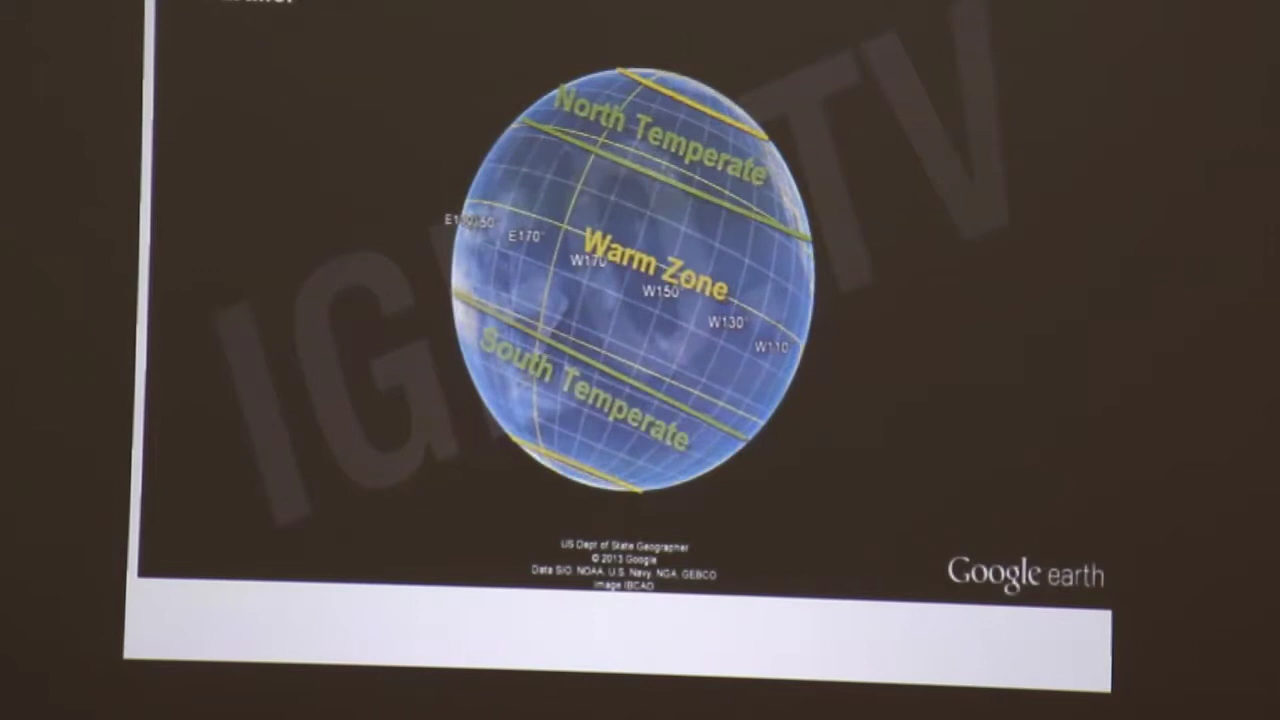 North Temperate
E170°
Warm Zone
W170
W150
W130°
W110
South Temperate
US Dept of State Geographer
© 2013 Google
Data SIO, NOAA, U.S. Navy, NGA, GEBCO
Image IBCAO
Google earth
TV